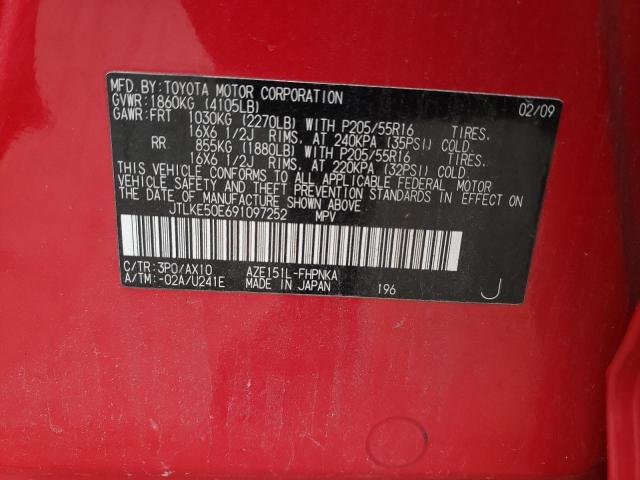 MFD.BY:TOYOTA MOTOR CORPORATION 02/09
GVWR:1860KG (4105LB)
GAWR:FRT 1030KG (2270LB) WITH P205/55R16 TIRES.
16X6 1/2J RIMS, AT 240KPA (35PSI) COLD.
RR 855KG (1880LB) WITH P205/55R16 TIRES.
16X6 1/2J RIMS, AT 220KPA (32PSI) COLD.
THIS VEHICLE CONFORMS TO ALL APPLICABLE FEDERAL MOTOR
VEHICLE SAFETY AND THEFT PREVENTION STANDARDS IN EFFECT ON
THE DATE OF MANUFACTURE SHOWN ABOVE.
JTLKE50E691097252 MPV
C/TR:3P0/AX10 AZE151L-FHPNKA
A/TM:-02A/U241E MADE IN JAPAN 196 J